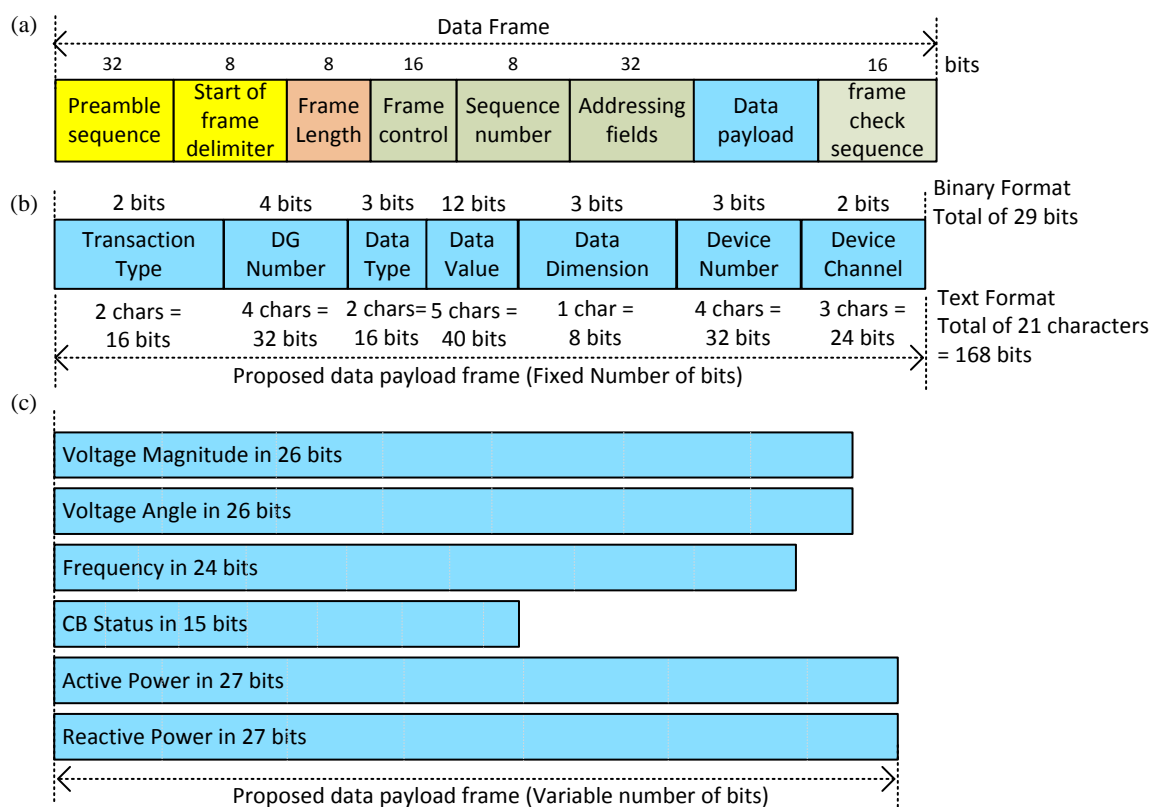 (a)
Data Frame
32 8 8 16 8 32 16 bits
Preamble sequence
Start of frame delimiter
Frame Length
Frame control
Sequence number
Addressing fields
Data payload
frame check sequence
(b)
2 bits 4 bits 3 bits 12 bits 3 bits 3 bits 2 bits
Binary Format
Total of 29 bits
Transaction Type
DG Number
Data Type
Data Value
Data Dimension
Device Number
Device Channel
2 chars = 16 bits
4 chars = 32 bits
2 chars= 16 bits
5 chars = 40 bits
1 char = 8 bits
4 chars = 32 bits
3 chars = 24 bits
Text Format
Total of 21 characters
= 168 bits
Proposed data payload frame (Fixed Number of bits)
(c)
Voltage Magnitude in 26 bits
Voltage Angle in 26 bits
Frequency in 24 bits
CB Status in 15 bits
Active Power in 27 bits
Reactive Power in 27 bits
Proposed data payload frame (Variable number of bits)